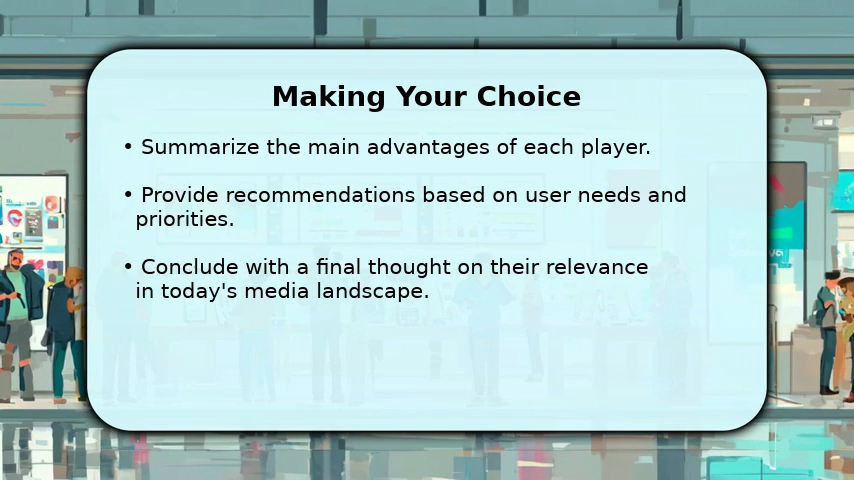 Making Your Choice
• Summarize the main advantages of each player.
• Provide recommendations based on user needs and
priorities.
• Conclude with a final thought on their relevance
in today's media landscape.